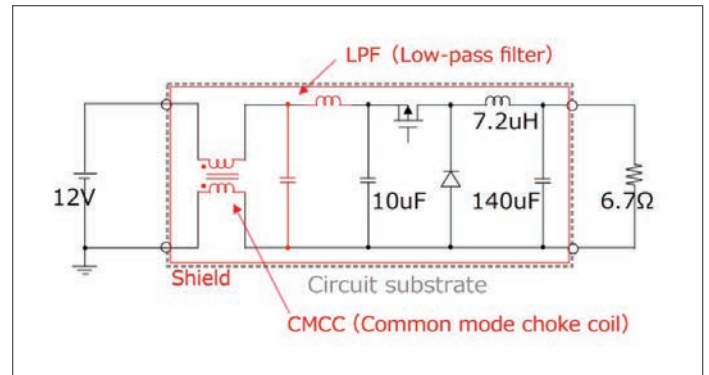 LPF (Low-pass filter)
7.2uH
12V
10uF
140uF
6.7Ω
Shield
Circuit substrate
CMCC (Common mode choke coil)